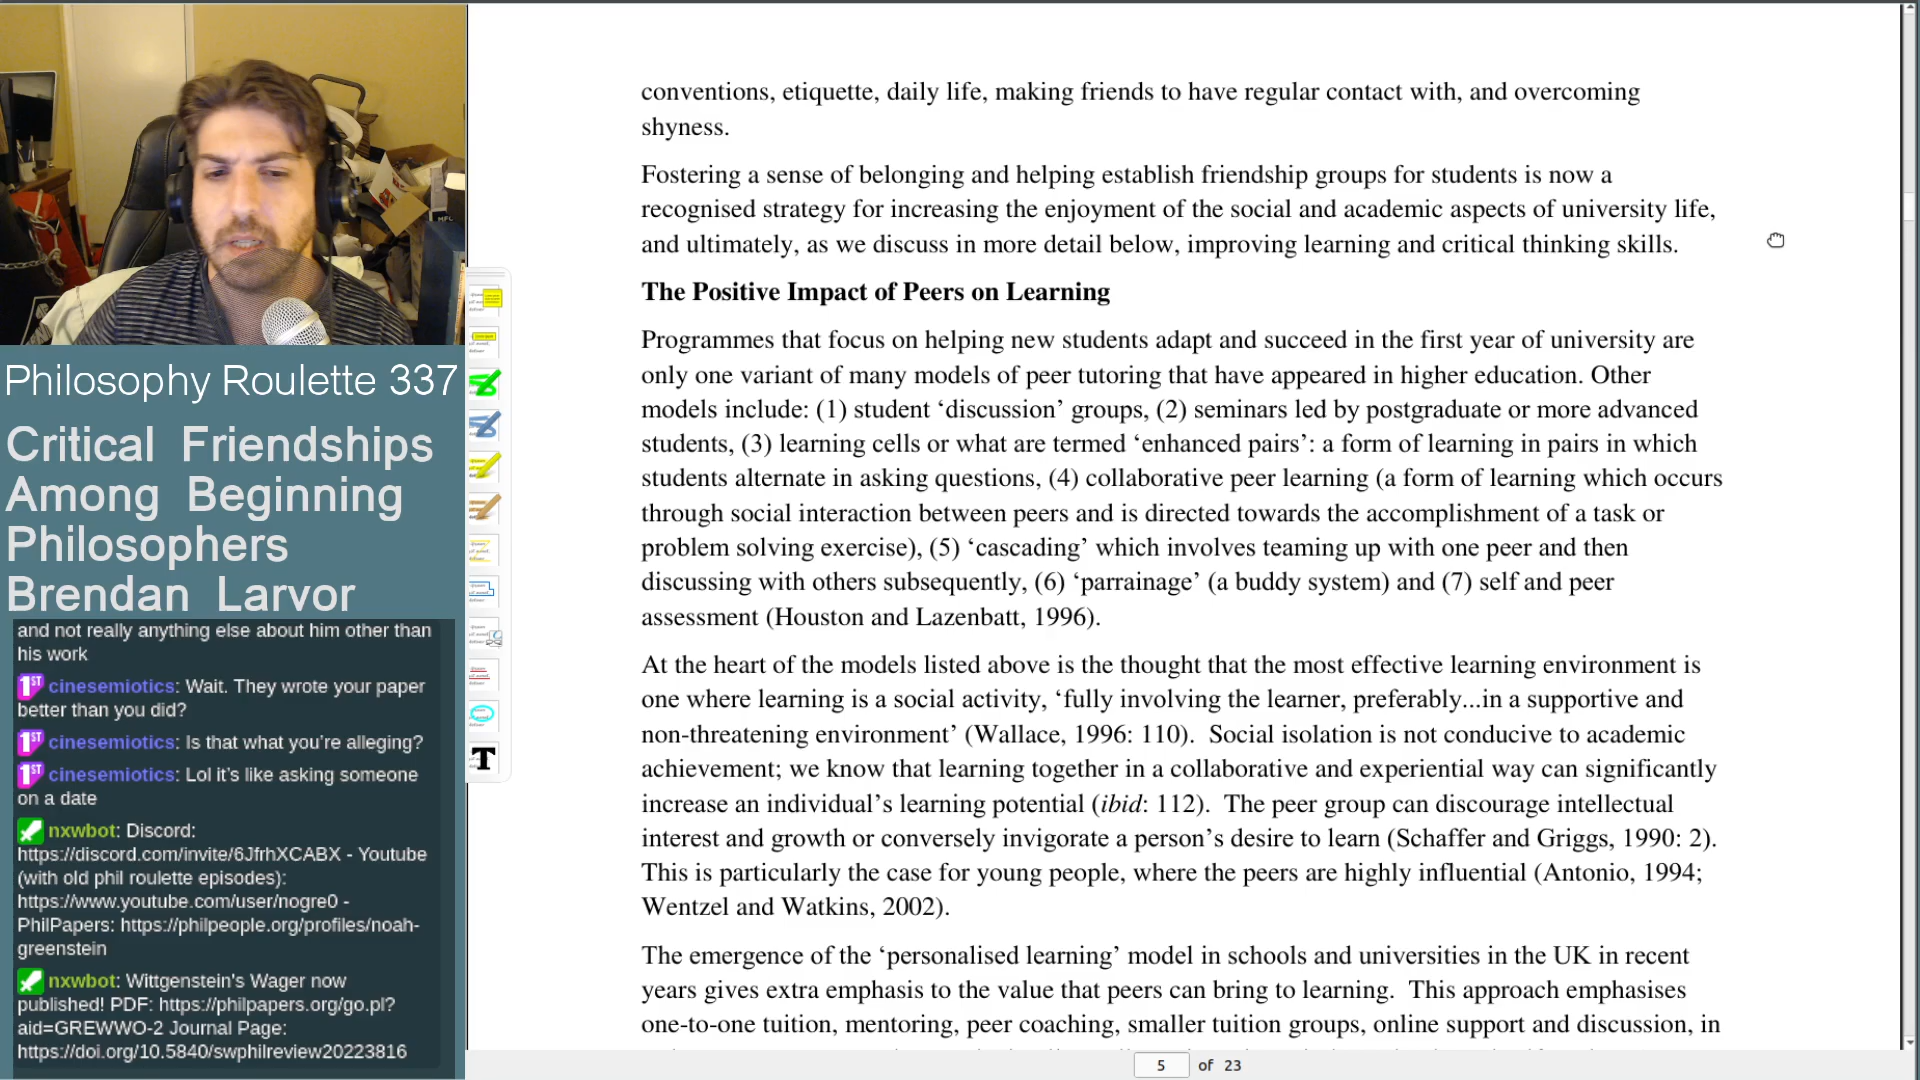 conventions, etiquette, daily life, making friends to have regular contact with, and overcoming
shyness.
Fostering a sense of belonging and helping establish friendship groups for students is now a
recognised strategy for increasing the enjoyment of the social and academic aspects of university life,
and ultimately, as we discuss in more detail below, improving learning and critical thinking skills.
The Positive Impact of Peers on Learning
Programmes that focus on helping new students adapt and succeed in the first year of university are
only one variant of many models of peer tutoring that have appeared in higher education. Other
models include: (1) student ‘discussion’ groups, (2) seminars led by postgraduate or more advanced
students, (3) learning cells or what are termed ‘enhanced pairs’: a form of learning in pairs in which
students alternate in asking questions, (4) collaborative peer learning (a form of learning which occurs
through social interaction between peers and is directed towards the accomplishment of a task or
problem solving exercise), (5) ‘cascading’ which involves teaming up with one peer and then
discussing with others subsequently, (6) ‘parrainage’ (a buddy system) and (7) self and peer
assessment (Houston and Lazenbatt, 1996).
At the heart of the models listed above is the thought that the most effective learning environment is
one where learning is a social activity, ‘fully involving the learner, preferably...in a supportive and
non-threatening environment’ (Wallace, 1996: 110).  Social isolation is not conducive to academic
achievement; we know that learning together in a collaborative and experiential way can significantly
increase an individual’s learning potential (ibid: 112).  The peer group can discourage intellectual
interest and growth or conversely invigorate a person’s desire to learn (Schaffer and Griggs, 1990: 2).
This is particularly the case for young people, where the peers are highly influential (Antonio, 1994;
Wentzel and Watkins, 2002).
The emergence of the ‘personalised learning’ model in schools and universities in the UK in recent
years gives extra emphasis to the value that peers can bring to learning.  This approach emphasises
one-to-one tuition, mentoring, peer coaching, smaller tuition groups, online support and discussion, in
5 of 23
Philosophy Roulette 337
Critical Friendships
Among Beginning
Philosophers
Brendan Larvor
and not really anything else about him other than
his work
1ST cinesemiotics: Wait. They wrote your paper
better than you did?
1ST cinesemiotics: Is that what you’re alleging?
1ST cinesemiotics: Lol it’s like asking someone
on a date
nxwbot: Discord:
https://discord.com/invite/6JfrhXCABX - Youtube
(with old phil roulette episodes):
https://www.youtube.com/user/nogre0 -
PhilPapers: https://philpeople.org/profiles/noah-
greenstein
nxwbot: Wittgenstein's Wager now
published! PDF: https://philpapers.org/go.pl?
aid=GREWWO-2 Journal Page:
https://doi.org/10.5840/swphilreview20223816
T